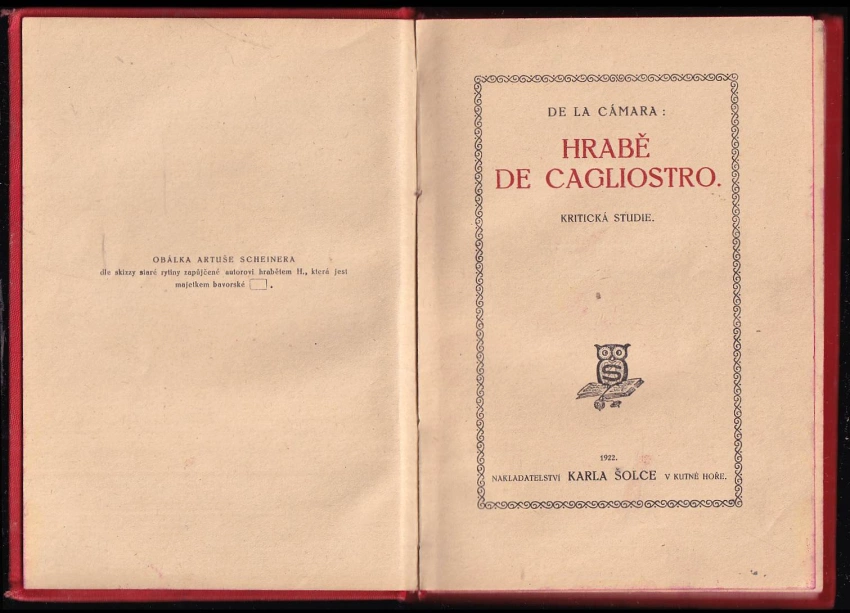 OBÁLKA ARTUŠE SCHEINERA
dle skizzy staré rytiny zapůjčené autorovi hrabětem H., která jest
majetkem bavorské .
DE LA CÁMARA :
HRABĚ
DE CAGLIOSTRO.
KRITICKÁ STUDIE.
S
1922.
NAKLADATELSTVÍ KARLA ŠOLCE V KUTNÉ HOŘE.